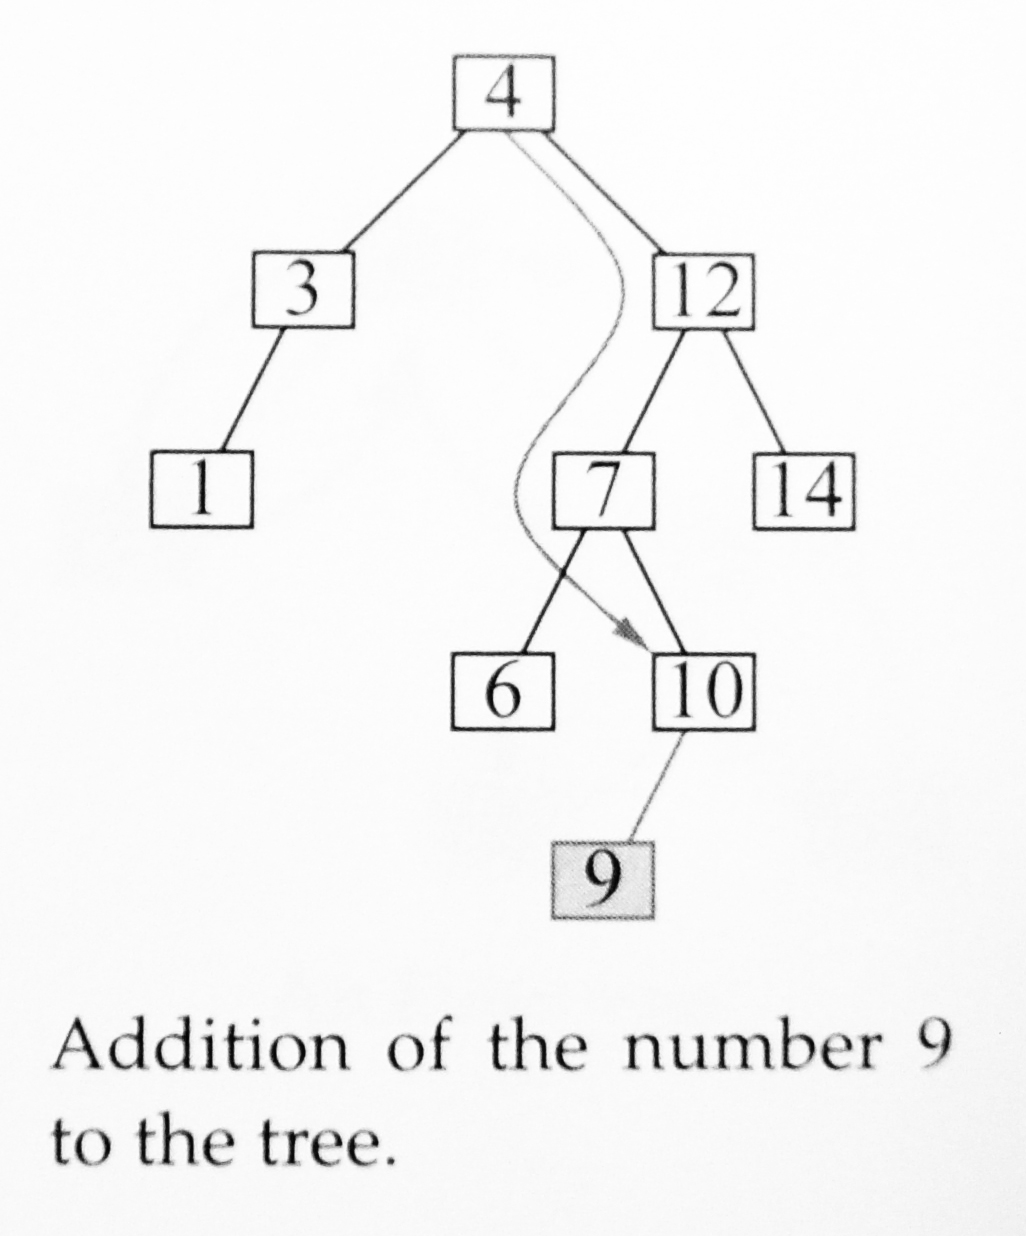 4
3 12
1 7 14
6 10
9
Addition of the number 9
to the tree.